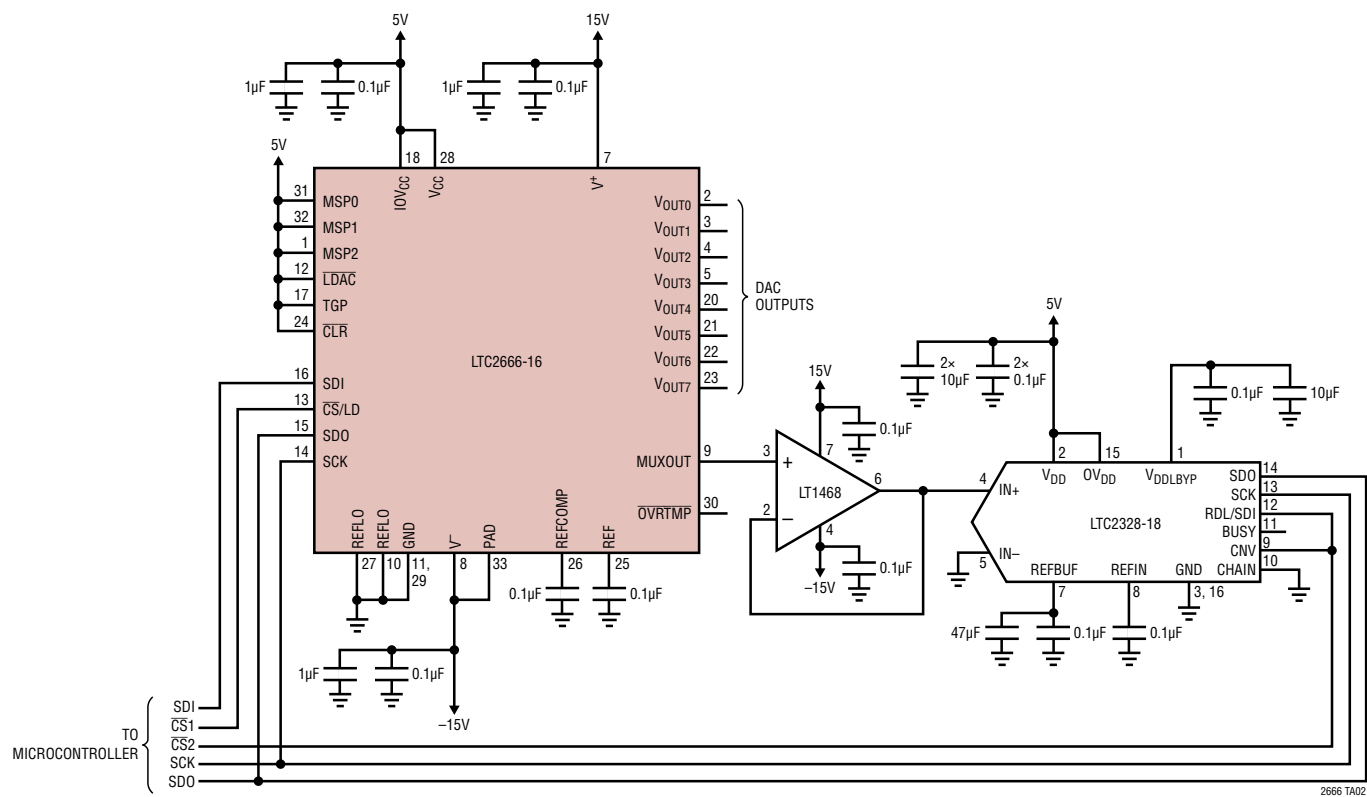 5V
15V
1µF
0.1µF
1µF
0.1µF
5V
18
28
7
IOVCC
VCC
V+
31 MSP0
32 MSP1
1 MSP2
12 L̅D̅A̅C̅
17 TGP
24 C̅L̅R̅
16 SDI
13 C̅S̅/LD
15 SDO
14 SCK
LTC2666-16
VOUT0 2
VOUT1 3
VOUT2 4
VOUT3 5
VOUT4 20
VOUT5 21
VOUT6 22
VOUT7 23
DAC
OUTPUTS
MUXOUT 9
O̅V̅R̅T̅M̅P̅ 30
REFLO
REFLO
GND
V–
PAD
REFCOMP
REF
27
10
11,
29
8
33
26
25
0.1µF
0.1µF
1µF
0.1µF
–15V
15V
0.1µF
7
3
+
LT1468
6
2
–
4
0.1µF
–15V
5V
2×
10µF
2×
0.1µF
0.1µF
10µF
2
15
1
VDD
OVDD
VDDLBYP
4
IN+
LTC2328-18
5
IN–
SDO 14
SCK 13
RDL/SDI 12
BUSY 11
CNV 9
CHAIN 10
REFBUF
REFIN
GND
7
8
3, 16
47µF
0.1µF
0.1µF
TO
MICROCONTROLLER
SDI
C̅S̅1
C̅S̅2
SCK
SDO
2666 TA02